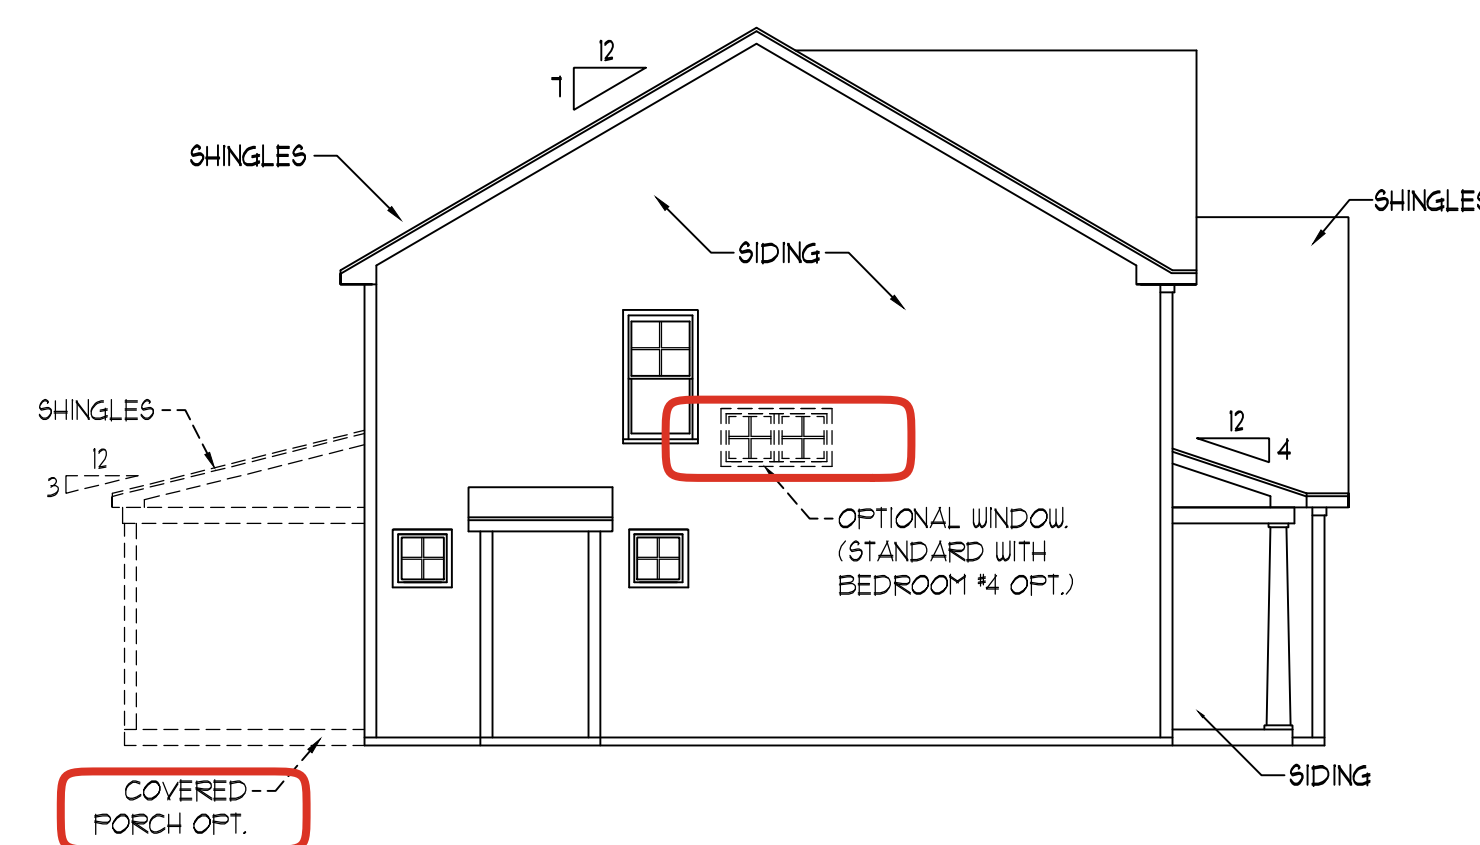 12
7
SHINGLES
SHINGLES
SIDING
SHINGLES
12
3
12
4
OPTIONAL WINDOW.
(STANDARD WITH
BEDROOM #4 OPT.)
SIDING
COVERED
PORCH OPT.